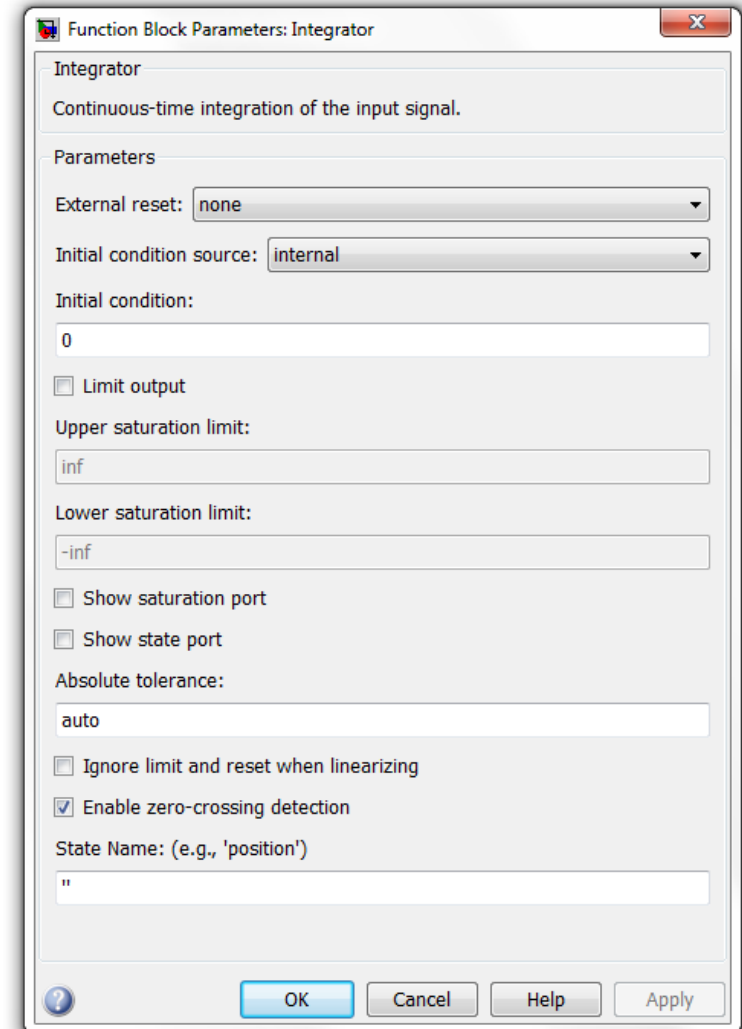 Function Block Parameters: Integrator
Integrator
Continuous-time integration of the input signal.
Parameters
External reset: none
Initial condition source: internal
Initial condition:
0
Limit output
Upper saturation limit:
inf
Lower saturation limit:
-inf
Show saturation port
Show state port
Absolute tolerance:
auto
Ignore limit and reset when linearizing
Enable zero-crossing detection
State Name: (e.g., 'position')
''
OK Cancel Help Apply